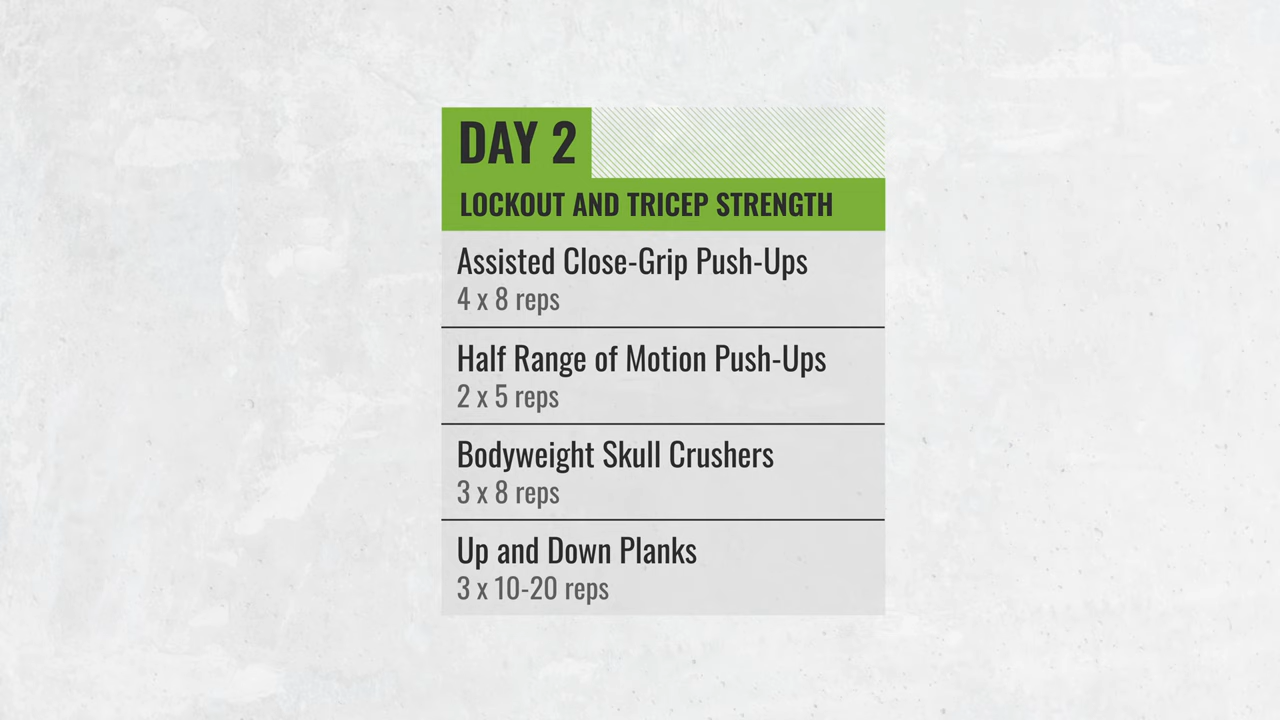 DAY 2
LOCKOUT AND TRICEP STRENGTH
Assisted Close-Grip Push-Ups
4 x 8 reps
Half Range of Motion Push-Ups
2 x 5 reps
Bodyweight Skull Crushers
3 x 8 reps
Up and Down Planks
3 x 10-20 reps